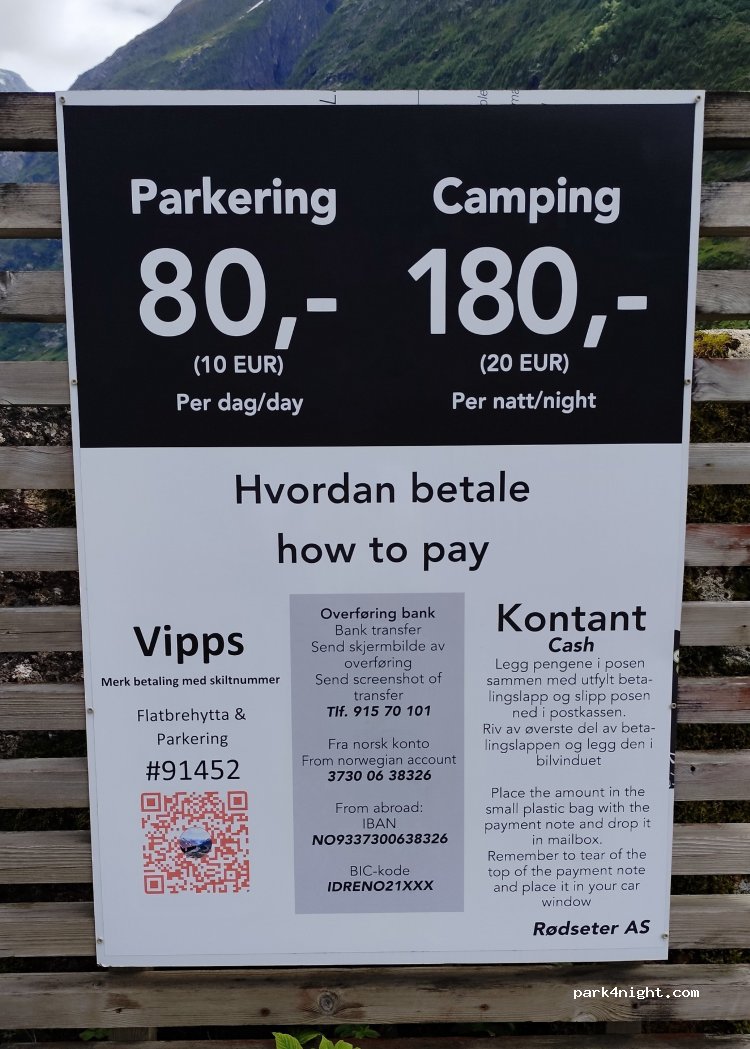 Parkering
80,-
(10 EUR)
Per dag/day
Camping
180,-
(20 EUR)
Per natt/night
Hvordan betale
how to pay
Vipps
Merk betaling med skiltnummer
Flatbrehytta &
Parkering
#91452
Overføring bank
Bank transfer
Send skjermbilde av
overføring
Send screenshot of
transfer
Tlf. 915 70 101
Fra norsk konto
From norwegian account
3730 06 38326
From abroad:
IBAN
NO9337300638326
BIC-kode
IDRENO21XXX
Kontant
Cash
Legg pengene i posen
sammen med utfylt beta-
lingslapp og slipp posen
ned i postkassen.
Riv av øverste del av beta-
lingslappen og legg den i
bilvinduet
Place the amount in the
small plastic bag with the
payment note and drop it
in mailbox.
Remember to tear of the
top of the payment note
and place it in your car
window
Rødseter AS
park4night.com